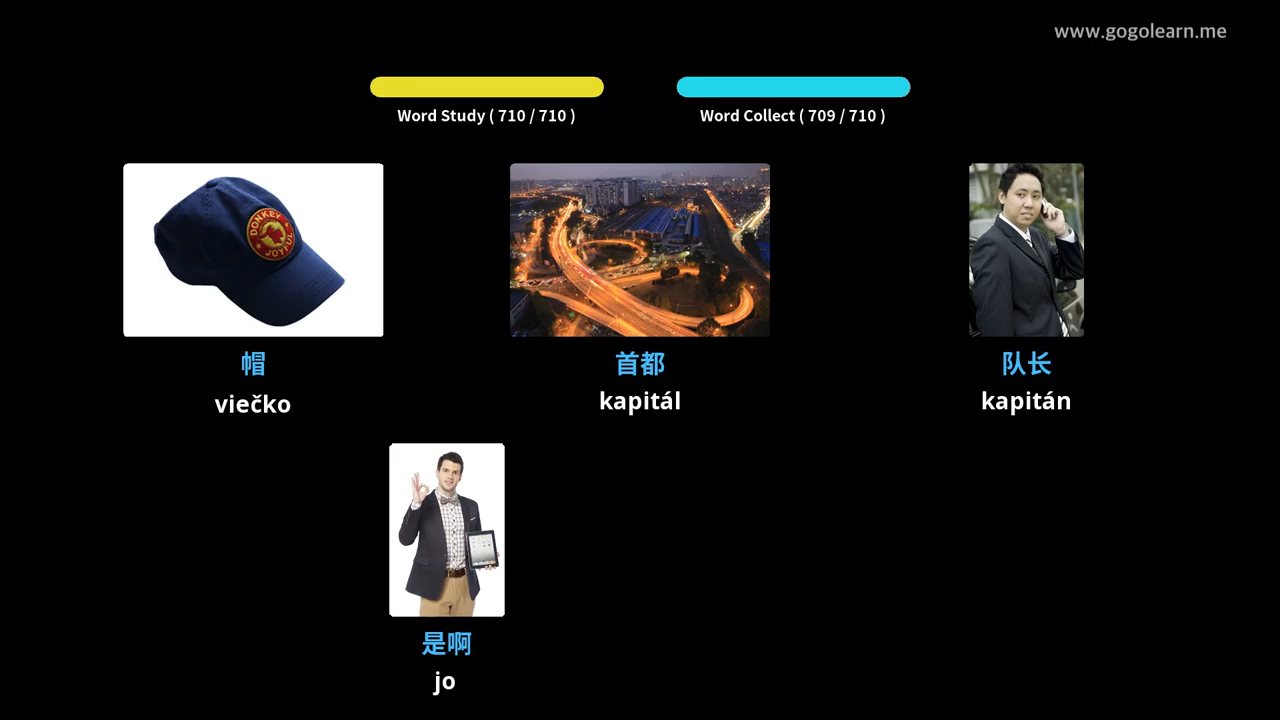 www.gogolearn.me
Word Study ( 710 / 710 )
Word Collect ( 709 / 710 )
DONKEY
JOYFUL
帽
viečko
首都
kapitál
队长
kapitán
是啊
jo